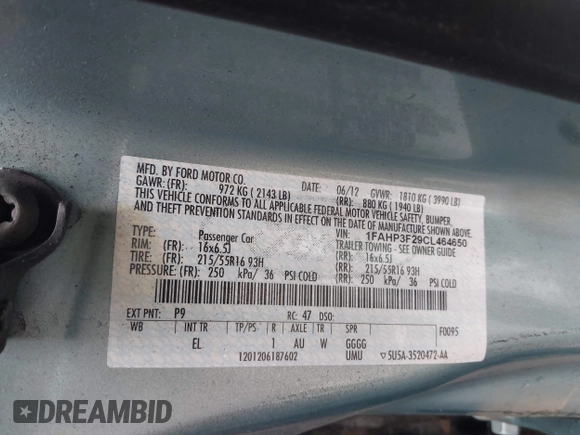 MFD. BY FORD MOTOR CO.
DATE: 06/12 GVWR: 1810 KG ( 3990 LB)
GAWR: (FR): 972 KG ( 2143 LB) (RR): 880 KG ( 1940 LB)
THIS VEHICLE CONFORMS TO ALL APPLICABLE FEDERAL MOTOR VEHICLE SAFETY, BUMPER,
AND THEFT PREVENTION STANDARDS IN EFFECT ON THE DATE OF MANUFACTURE SHOWN ABOVE.
VIN: 1FAHP3F29CL464650
TYPE: Passenger Car TRAILER TOWING - SEE OWNER GUIDE
RIM: (FR): 16x6.5J (RR): 16x6.5J
TIRE: (FR): 215/55R16 93H (RR): 215/55R16 93H
PRESSURE: (FR): 250 kPa/ 36 PSI COLD (RR): 250 kPa/ 36 PSI COLD
EXT PNT: P9 RC: 47 DSO: F0095
WB INT TR TP/PS R AXLE TR SPR
EL 1 AU W GGGG
1201206187602 UMU ▽5U5A-3520472-AA
AUTOHELPERBOT.COM